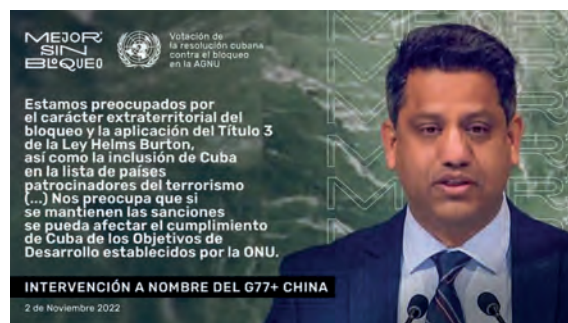 MEJOR
SIN
BLOQUEO
Votación de
la resolución cubana
contra el bloqueo
en la AGNU
Estamos preocupados por
el carácter extraterritorial del
bloqueo y la aplicación del Título 3
de la Ley Helms Burton,
así como la inclusión de Cuba
en la lista de países
patrocinadores del terrorismo
(...) Nos preocupa que si
se mantienen las sanciones
se pueda afectar el cumplimiento
de Cuba de los Objetivos de
Desarrollo establecidos por la ONU.
INTERVENCIÓN A NOMBRE DEL G77+ CHINA
2 de Noviembre 2022